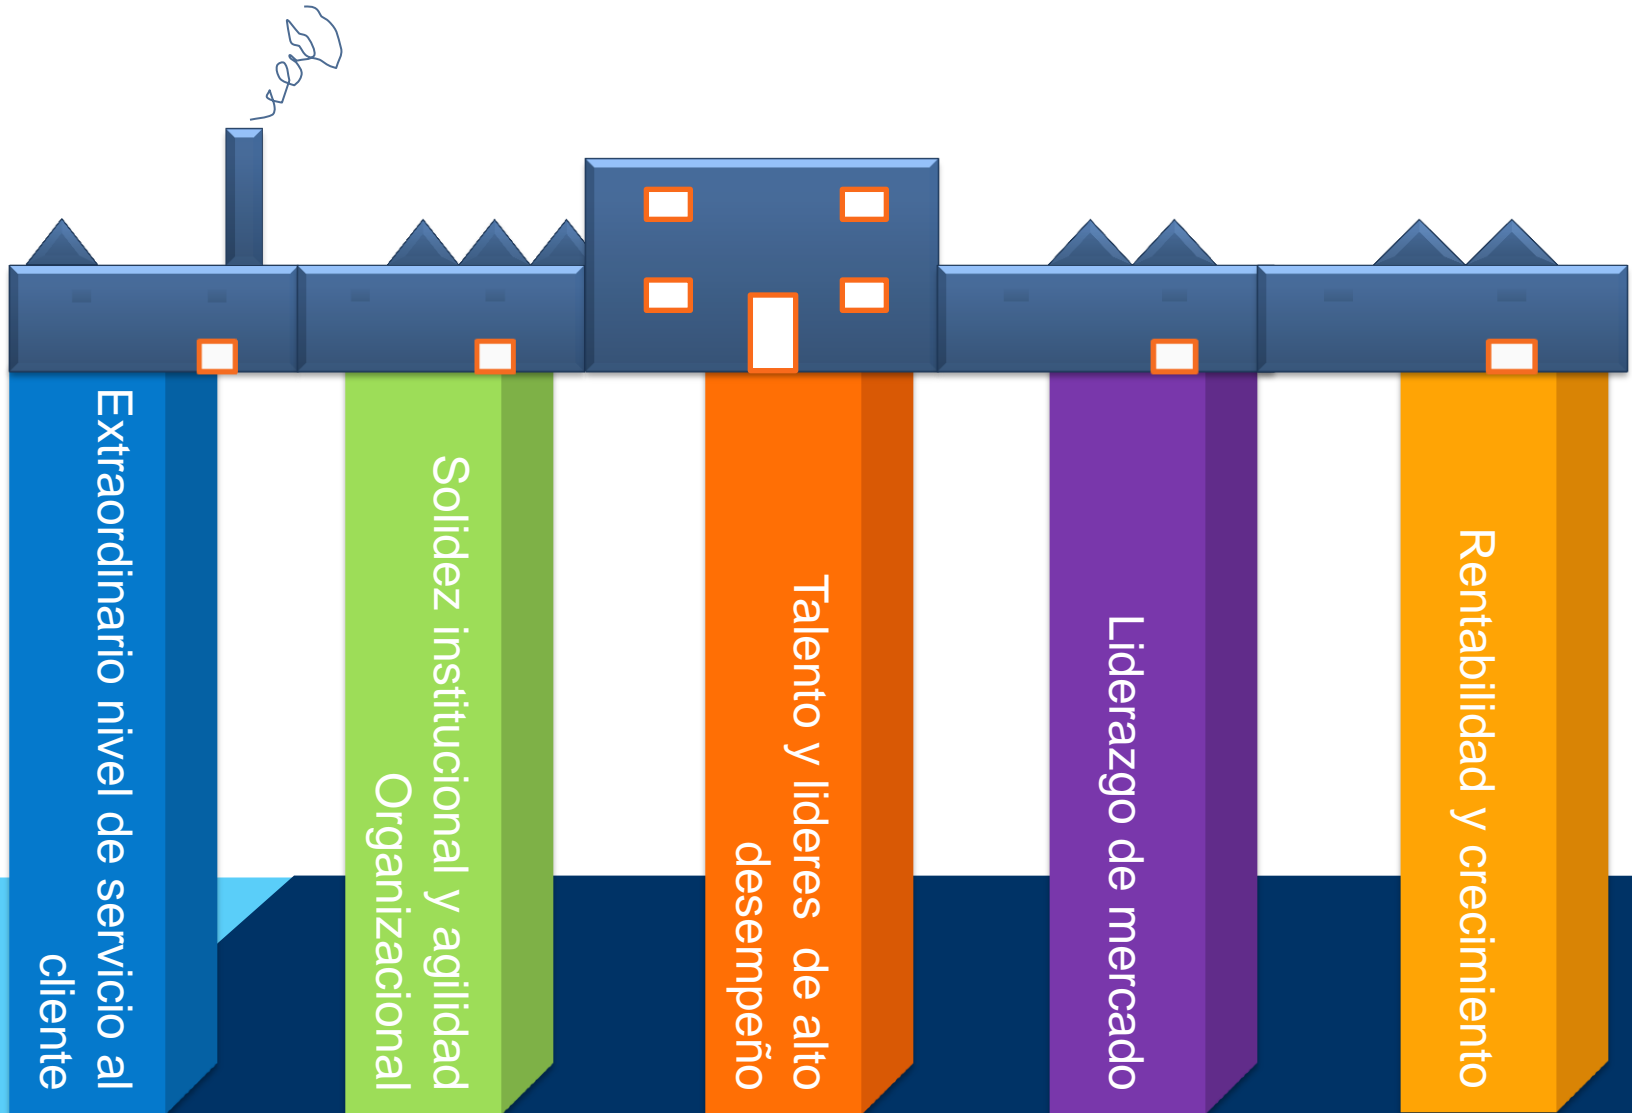 Extraordinario nivel de servicio al
cliente
Solidez institucional y agilidad
Organizacional
Talento y lideres de alto
desempeño
Liderazgo de mercado
Rentabilidad y crecimiento